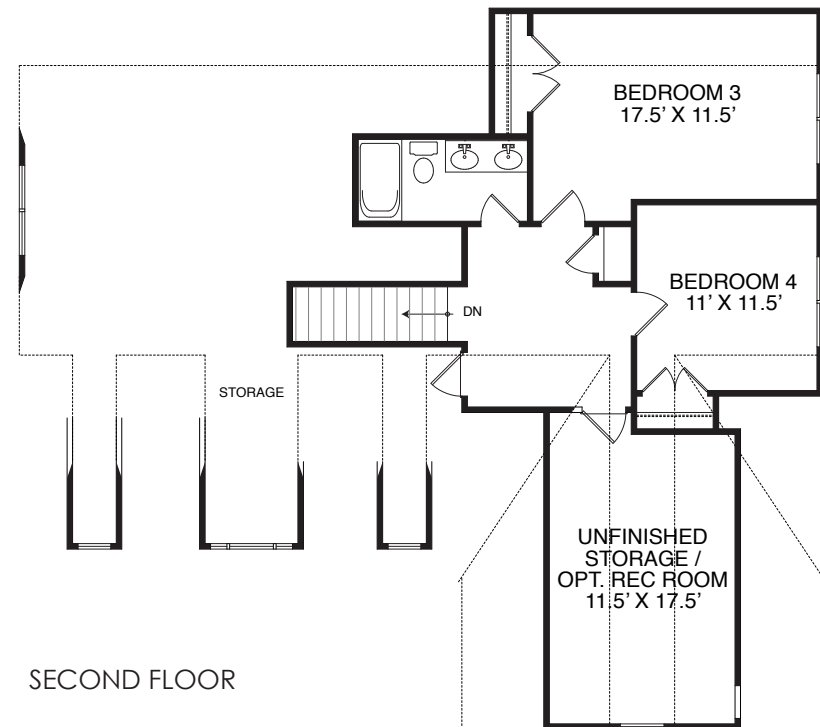 BEDROOM 3
17.5’ X 11.5’
BEDROOM 4
11’ X 11.5’
DN
STORAGE
UNFINISHED
STORAGE /
OPT. REC ROOM
11.5’ X 17.5’
SECOND FLOOR